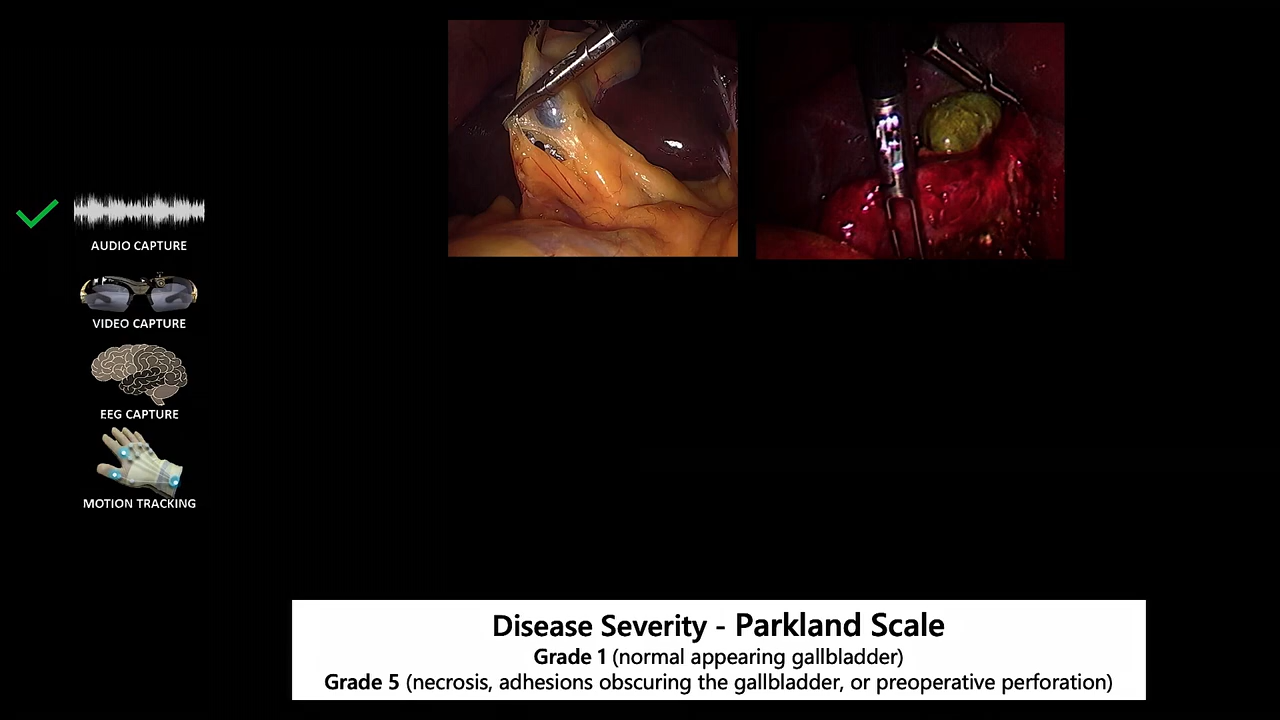 AUDIO CAPTURE
VIDEO CAPTURE
EEG CAPTURE
MOTION TRACKING
Disease Severity - Parkland Scale
Grade 1 (normal appearing gallbladder)
Grade 5 (necrosis, adhesions obscuring the gallbladder, or preoperative perforation)